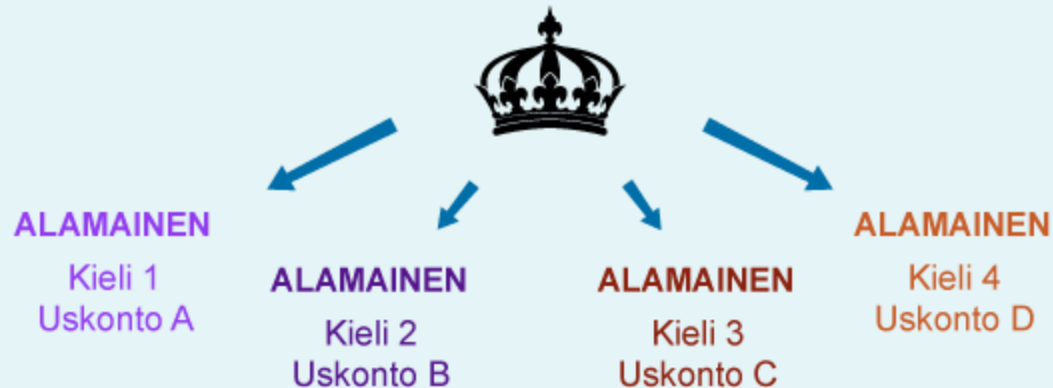 ALAMAINEN
Kieli 1
Uskonto A
ALAMAINEN
Kieli 2
Uskonto B
ALAMAINEN
Kieli 3
Uskonto C
ALAMAINEN
Kieli 4
Uskonto D